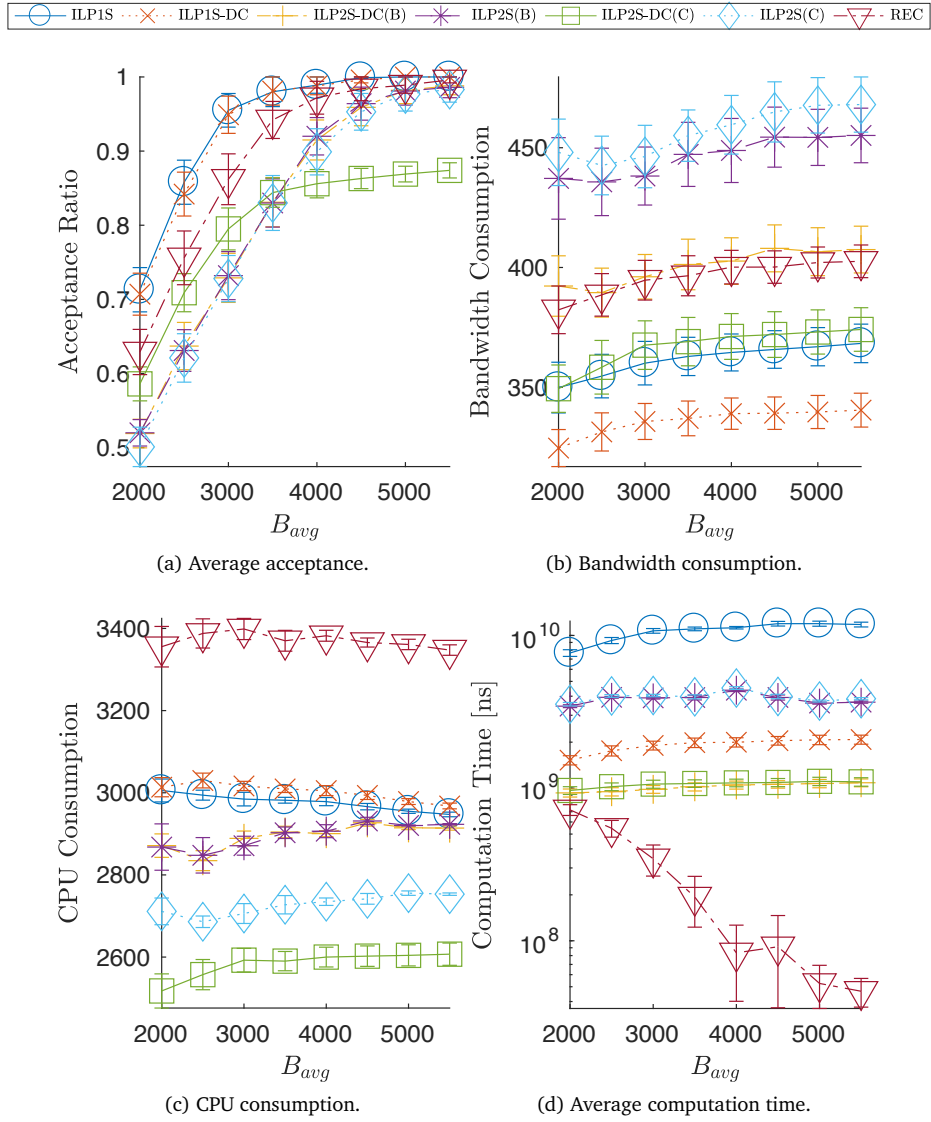 ILP1S ILP1S-DC ILP2S-DC(B) ILP2S(B) ILP2S-DC(C) ILP2S(C) REC
Acceptance Ratio
1
0.9
0.8
0.7
0.6
0.5
2000 3000 4000 5000
B_avg
(a) Average acceptance.
Bandwidth Consumption
450
400
350
2000 3000 4000 5000
B_avg
(b) Bandwidth consumption.
CPU Consumption
3400
3200
3000
2800
2600
2000 3000 4000 5000
B_avg
(c) CPU consumption.
Computation Time [ns]
10^10
10^9
10^8
2000 3000 4000 5000
B_avg
(d) Average computation time.